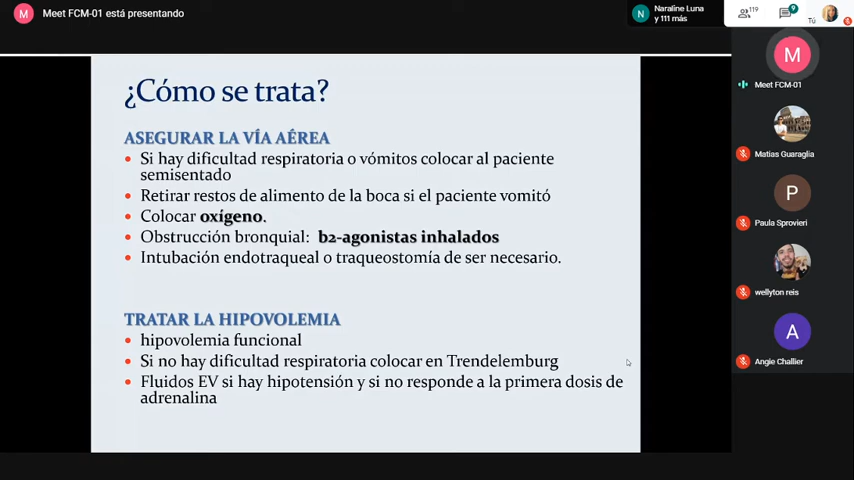 M Meet FCM-01 está presentando
N Naraline Luna
y 111 más
119
9
Tú
¿Cómo se trata?
ASEGURAR LA VÍA AÉREA
• Si hay dificultad respiratoria o vómitos colocar al paciente
semisentado
• Retirar restos de alimento de la boca si el paciente vomitó
• Colocar oxígeno.
• Obstrucción bronquial: b2-agonistas inhalados
• Intubación endotraqueal o traqueostomía de ser necesario.
TRATAR LA HIPOVOLEMIA
• hipovolemia funcional
• Si no hay dificultad respiratoria colocar en Trendelemburg
• Fluidos EV si hay hipotensión y si no responde a la primera dosis de
adrenalina
M
Meet FCM-01
Matias Guaraglia
P
Paula Sprovieri
wellyton reis
A
Angie Challier